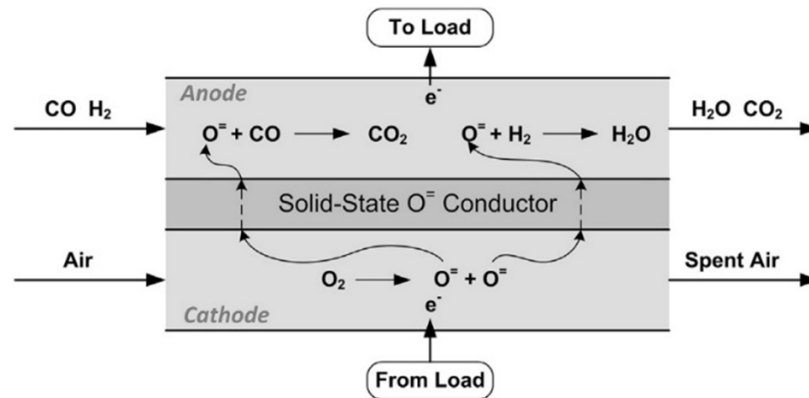 To Load
Anode
e⁻
CO H₂
H₂O CO₂
O⁼ + CO ⟶ CO₂
O⁼ + H₂ ⟶ H₂O
Solid-State O⁼ Conductor
Air
Spent Air
O₂ ⟶ O⁼ + O⁼
e⁻
Cathode
From Load